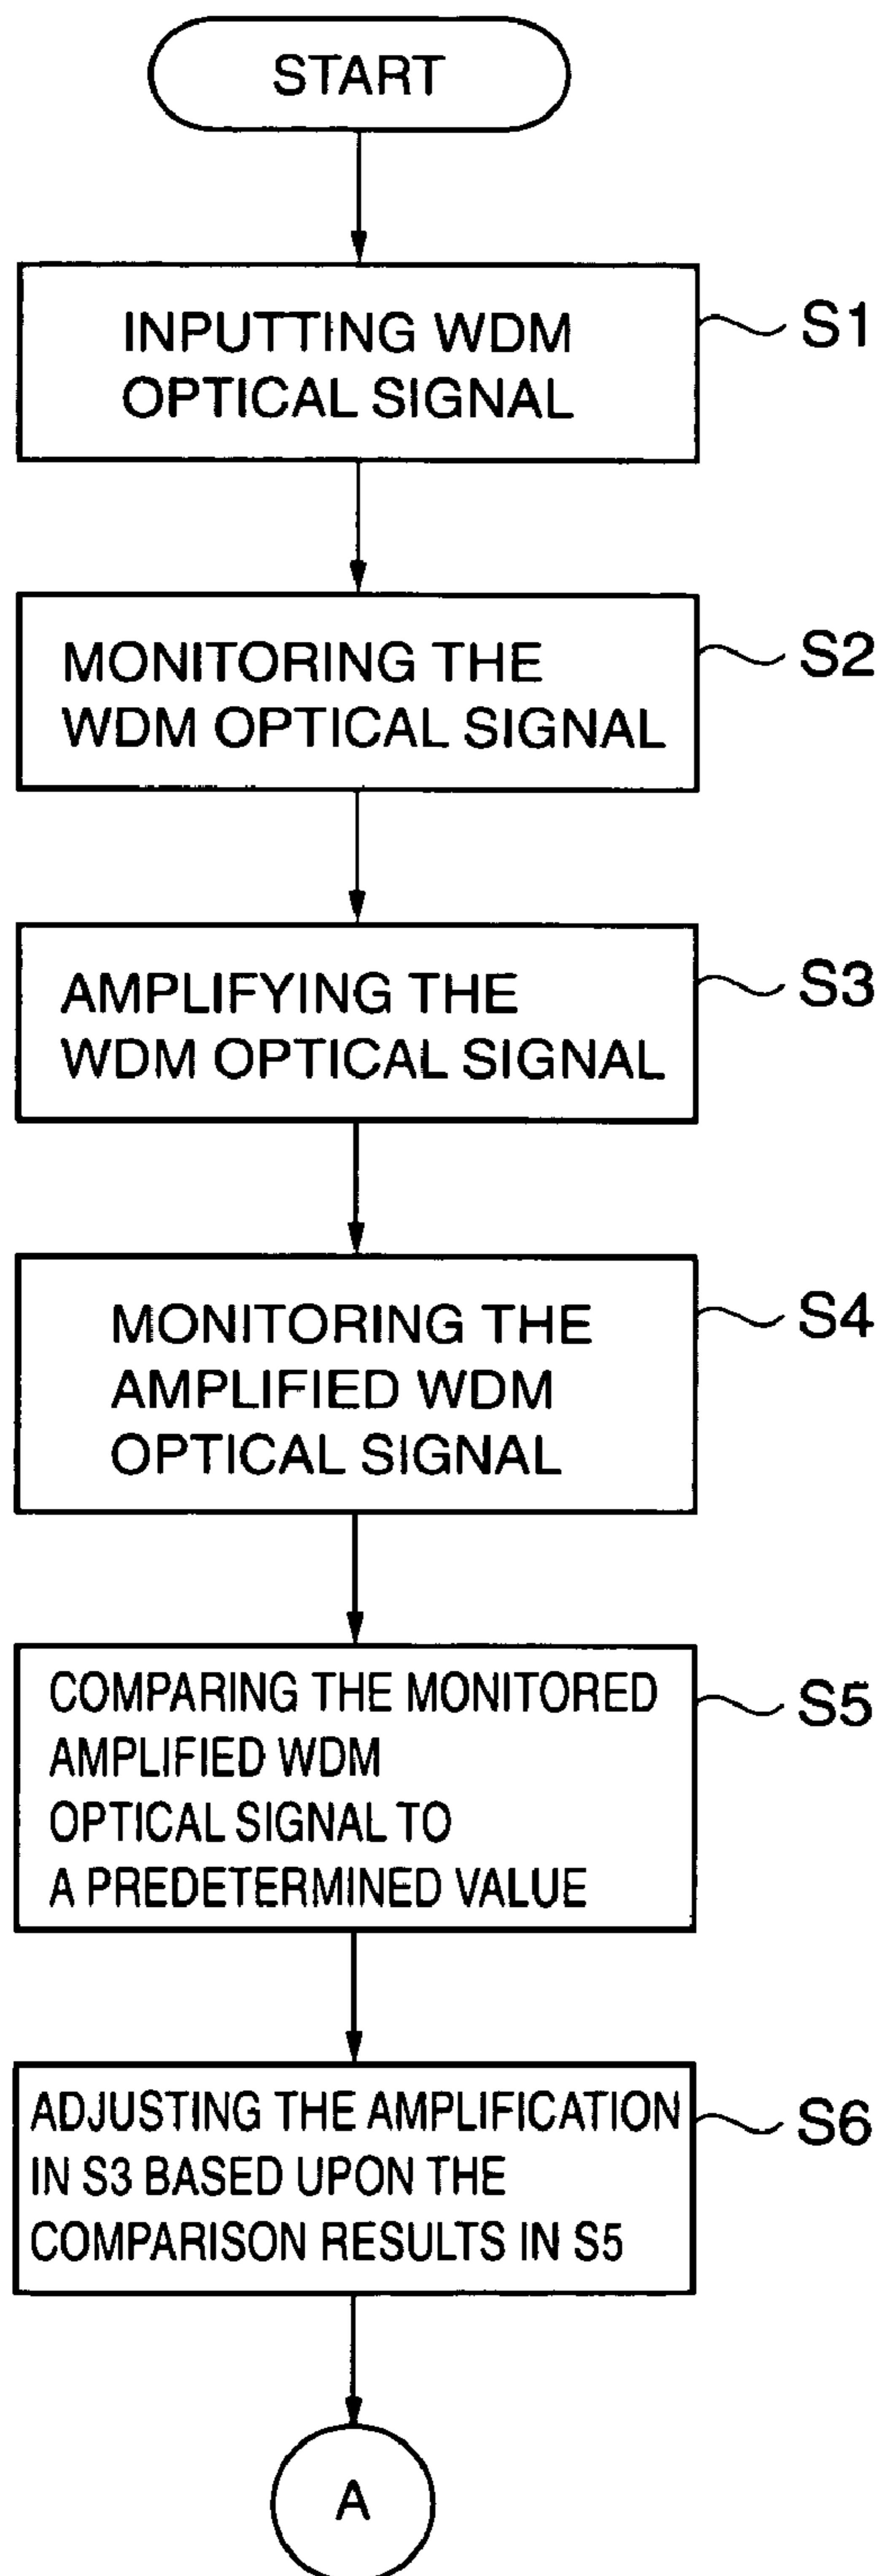 START
INPUTTING WDM
OPTICAL SIGNAL
S1
MONITORING THE
WDM OPTICAL SIGNAL
S2
AMPLIFYING THE
WDM OPTICAL SIGNAL
S3
MONITORING THE
AMPLIFIED WDM
OPTICAL SIGNAL
S4
COMPARING THE MONITORED
AMPLIFIED WDM
OPTICAL SIGNAL TO
A PREDETERMINED VALUE
S5
ADJUSTING THE AMPLIFICATION
IN S3 BASED UPON THE
COMPARISON RESULTS IN S5
S6
A